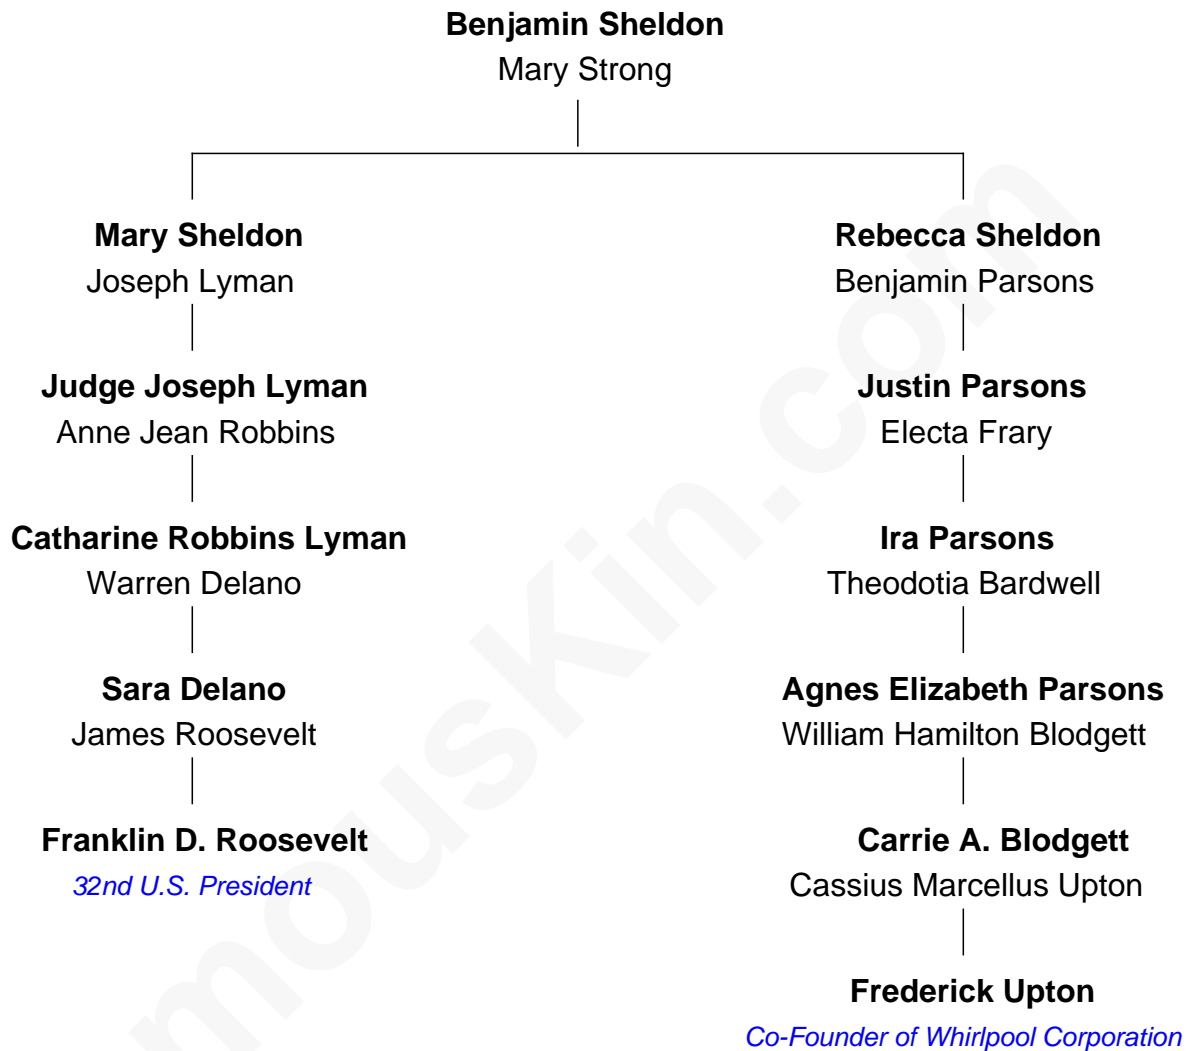 Benjamin Sheldon
Mary Strong
Mary Sheldon
Joseph Lyman
Rebecca Sheldon
Benjamin Parsons
Judge Joseph Lyman
Anne Jean Robbins
Justin Parsons
Electa Frary
Catharine Robbins Lyman
Warren Delano
Ira Parsons
Theodotia Bardwell
Sara Delano
James Roosevelt
Agnes Elizabeth Parsons
William Hamilton Blodgett
Franklin D. Roosevelt
32nd U.S. President
Carrie A. Blodgett
Cassius Marcellus Upton
Frederick Upton
Co-Founder of Whirlpool Corporation
mousKin.com